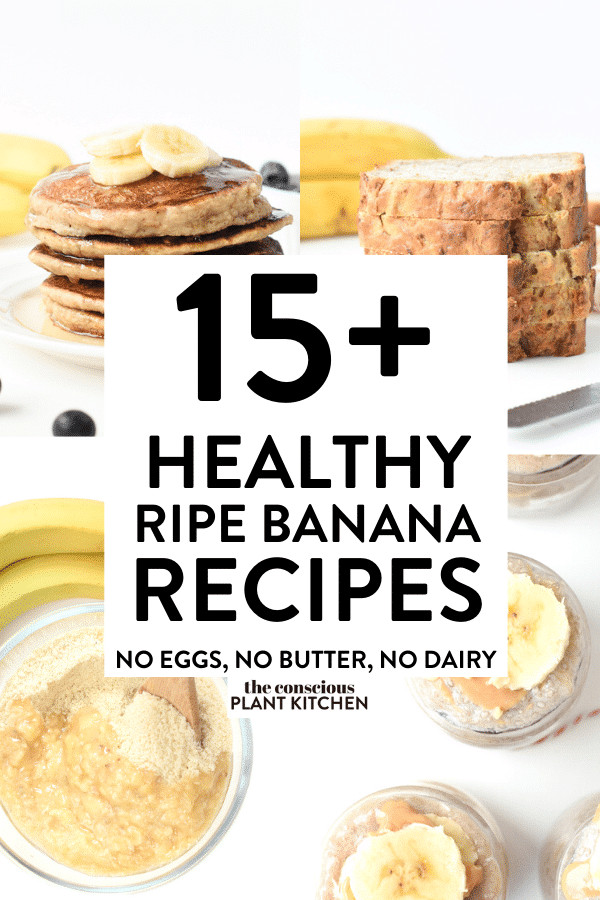 15+
HEALTHY
RIPE BANANA
RECIPES
NO EGGS, NO BUTTER, NO DAIRY
the conscious
PLANT KITCHEN